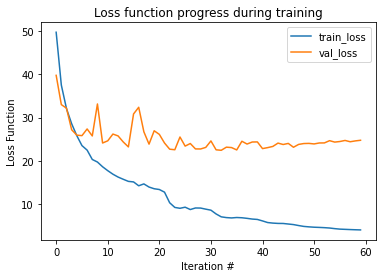 Loss function progress during training
train_loss
val_loss
Loss Function
50
40
30
20
10
0
10
20
30
40
50
60
Iteration #